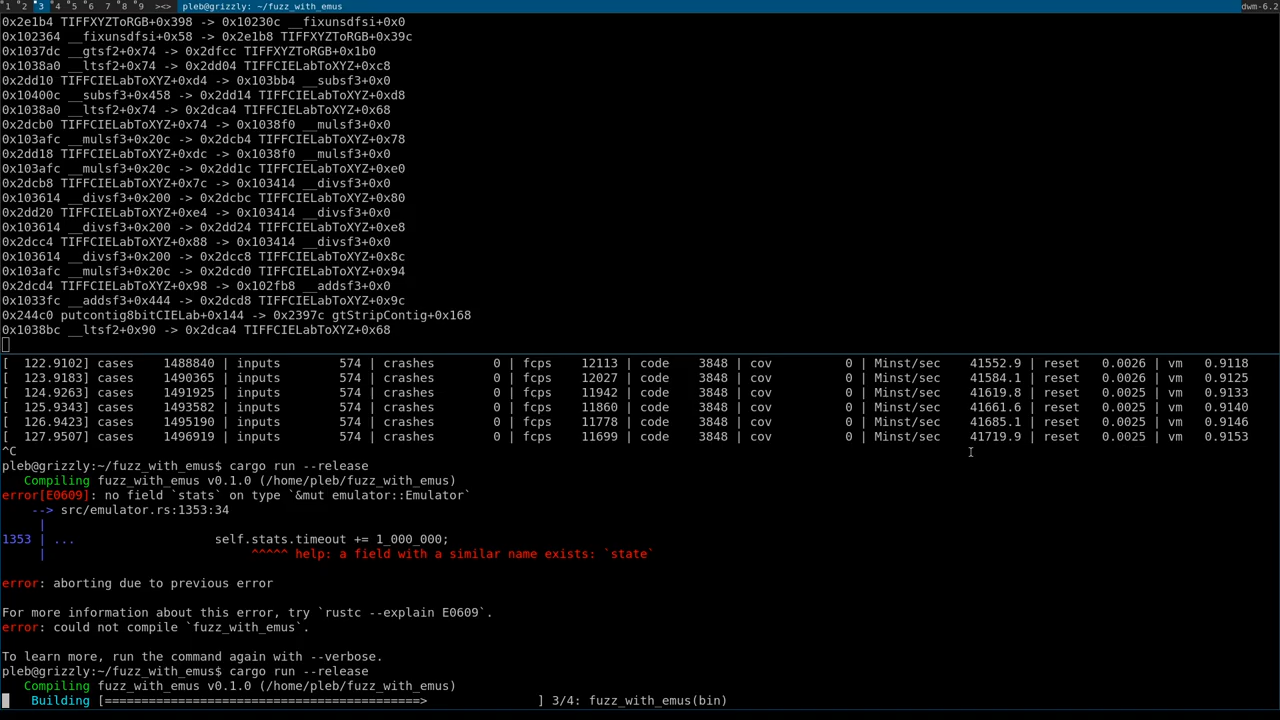 1 2 3 4 5 6 7 8 9 ><> pleb@grizzly: ~/fuzz_with_emus dwm-6.2
0x2e1b4 TIFFXYZToRGB+0x398 -> 0x10230c __fixunsdfsi+0x0
0x102364 __fixunsdfsi+0x58 -> 0x2e1b8 TIFFXYZToRGB+0x39c
0x1037dc __gtsf2+0x74 -> 0x2dfcc TIFFXYZToRGB+0x1b0
0x1038a0 __ltsf2+0x74 -> 0x2dd04 TIFFCIELabToXYZ+0xc8
0x2dd10 TIFFCIELabToXYZ+0xd4 -> 0x103bb4 __subsf3+0x0
0x10400c __subsf3+0x458 -> 0x2dd14 TIFFCIELabToXYZ+0xd8
0x1038a0 __ltsf2+0x74 -> 0x2dca4 TIFFCIELabToXYZ+0x68
0x2dcb0 TIFFCIELabToXYZ+0x74 -> 0x1038f0 __mulsf3+0x0
0x103afc __mulsf3+0x20c -> 0x2dcb4 TIFFCIELabToXYZ+0x78
0x2dd18 TIFFCIELabToXYZ+0xdc -> 0x1038f0 __mulsf3+0x0
0x103afc __mulsf3+0x20c -> 0x2dd1c TIFFCIELabToXYZ+0xe0
0x2dcb8 TIFFCIELabToXYZ+0x7c -> 0x103414 __divsf3+0x0
0x103614 __divsf3+0x200 -> 0x2dcbc TIFFCIELabToXYZ+0x80
0x2dd20 TIFFCIELabToXYZ+0xe4 -> 0x103414 __divsf3+0x0
0x103614 __divsf3+0x200 -> 0x2dd24 TIFFCIELabToXYZ+0xe8
0x2dcc4 TIFFCIELabToXYZ+0x88 -> 0x103414 __divsf3+0x0
0x103614 __divsf3+0x200 -> 0x2dcc8 TIFFCIELabToXYZ+0x8c
0x103afc __mulsf3+0x20c -> 0x2dcd0 TIFFCIELabToXYZ+0x94
0x2dcd4 TIFFCIELabToXYZ+0x98 -> 0x102fb8 __addsf3+0x0
0x1033fc __addsf3+0x444 -> 0x2dcd8 TIFFCIELabToXYZ+0x9c
0x244c0 putcontig8bitCIELab+0x144 -> 0x2397c gtStripContig+0x168
0x1038bc __ltsf2+0x90 -> 0x2dca4 TIFFCIELabToXYZ+0x68
[ 122.9102] cases 1488840 | inputs 574 | crashes 0 | fcps 12113 | code 3848 | cov 0 | Minst/sec 41552.9 | reset 0.0026 | vm 0.9118
[ 123.9183] cases 1490365 | inputs 574 | crashes 0 | fcps 12027 | code 3848 | cov 0 | Minst/sec 41584.1 | reset 0.0026 | vm 0.9125
[ 124.9263] cases 1491925 | inputs 574 | crashes 0 | fcps 11942 | code 3848 | cov 0 | Minst/sec 41619.8 | reset 0.0025 | vm 0.9133
[ 125.9343] cases 1493582 | inputs 574 | crashes 0 | fcps 11860 | code 3848 | cov 0 | Minst/sec 41661.6 | reset 0.0025 | vm 0.9140
[ 126.9423] cases 1495190 | inputs 574 | crashes 0 | fcps 11778 | code 3848 | cov 0 | Minst/sec 41685.1 | reset 0.0025 | vm 0.9146
[ 127.9507] cases 1496919 | inputs 574 | crashes 0 | fcps 11699 | code 3848 | cov 0 | Minst/sec 41719.9 | reset 0.0025 | vm 0.9153
^C
pleb@grizzly:~/fuzz_with_emus$ cargo run --release
Compiling fuzz_with_emus v0.1.0 (/home/pleb/fuzz_with_emus)
error[E0609]: no field `stats` on type `&mut emulator::Emulator`
--> src/emulator.rs:1353:34
|
1353 | ... self.stats.timeout += 1_000_000;
| ^^^^^ help: a field with a similar name exists: `state`
error: aborting due to previous error
For more information about this error, try `rustc --explain E0609`.
error: could not compile `fuzz_with_emus`.
To learn more, run the command again with --verbose.
pleb@grizzly:~/fuzz_with_emus$ cargo run --release
Compiling fuzz_with_emus v0.1.0 (/home/pleb/fuzz_with_emus)
Building [===========================================> ] 3/4: fuzz_with_emus(bin)